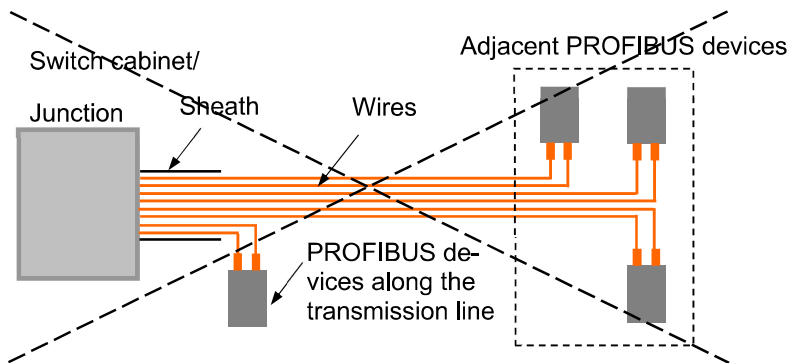 Adjacent PROFIBUS devices
Switch cabinet/
Junction
Sheath
Wires
PROFIBUS de-
vices along the
transmission line